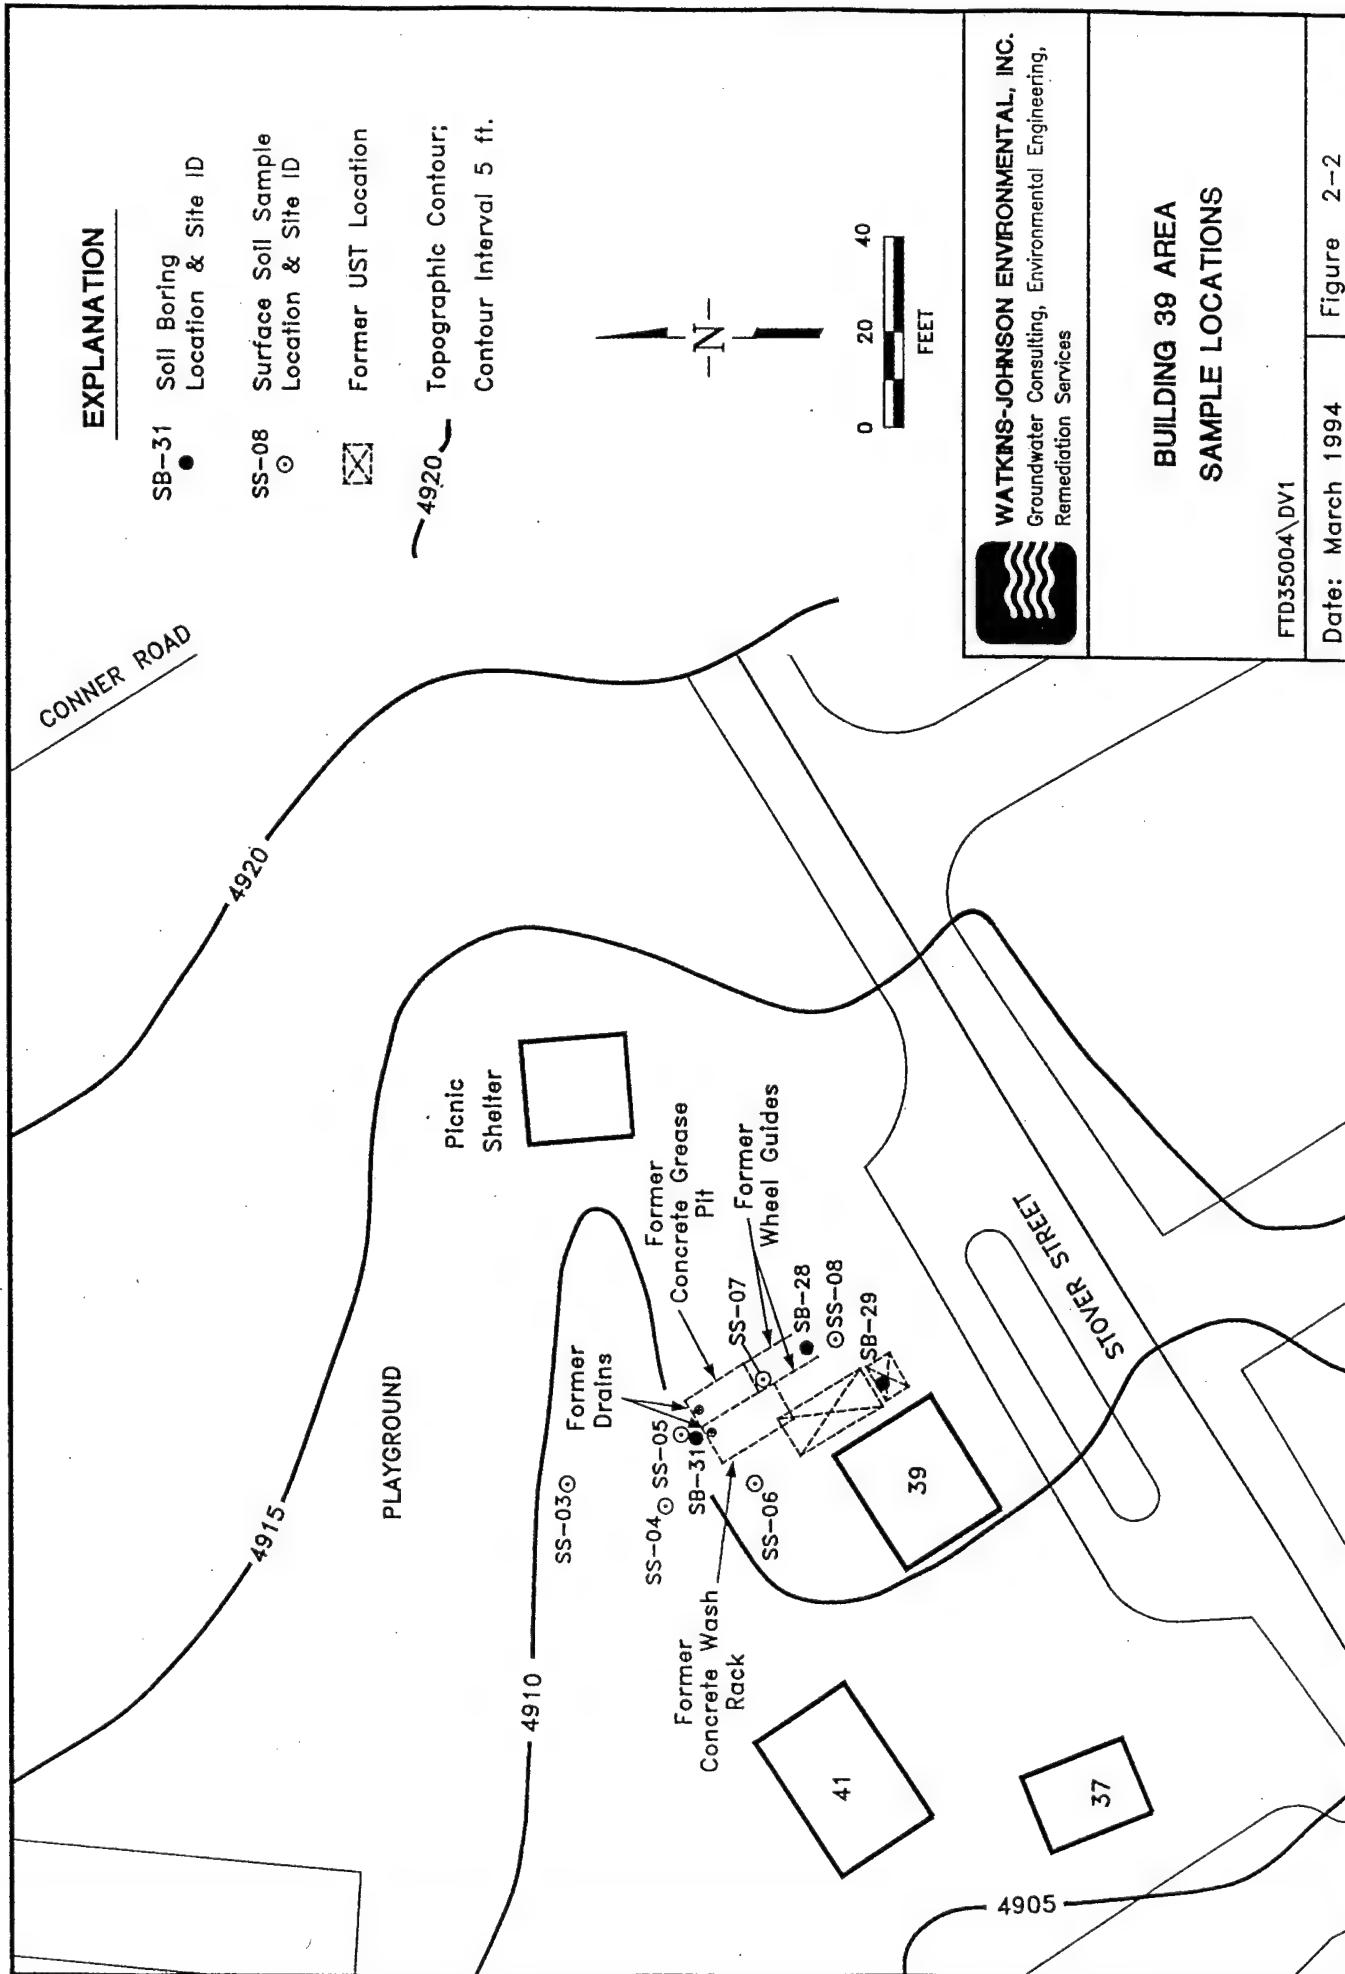 EXPLANATION
SB-31
Soil Boring
Location & Site ID
SS-08
Surface Soil Sample
Location & Site ID
Former UST Location
4920
Topographic Contour;
Contour Interval 5 ft.
-N-
0 20 40
FEET
CONNER ROAD
4920
4915
4910
4905
PLAYGROUND
Picnic
Shelter
Former
Concrete Grease
Pit
Former
Wheel Guides
Former
Drains
SS-03
SS-04
SS-05
SB-31
SS-06
SS-07
SB-28
SS-08
SB-29
Former
Concrete Wash
Rack
39
41
37
STOVER STREET
WATKINS-JOHNSON ENVIRONMENTAL, INC.
Groundwater Consulting, Environmental Engineering,
Remediation Services
BUILDING 39 AREA
SAMPLE LOCATIONS
FTD35004\DV1
Date: March 1994
Figure 2-2